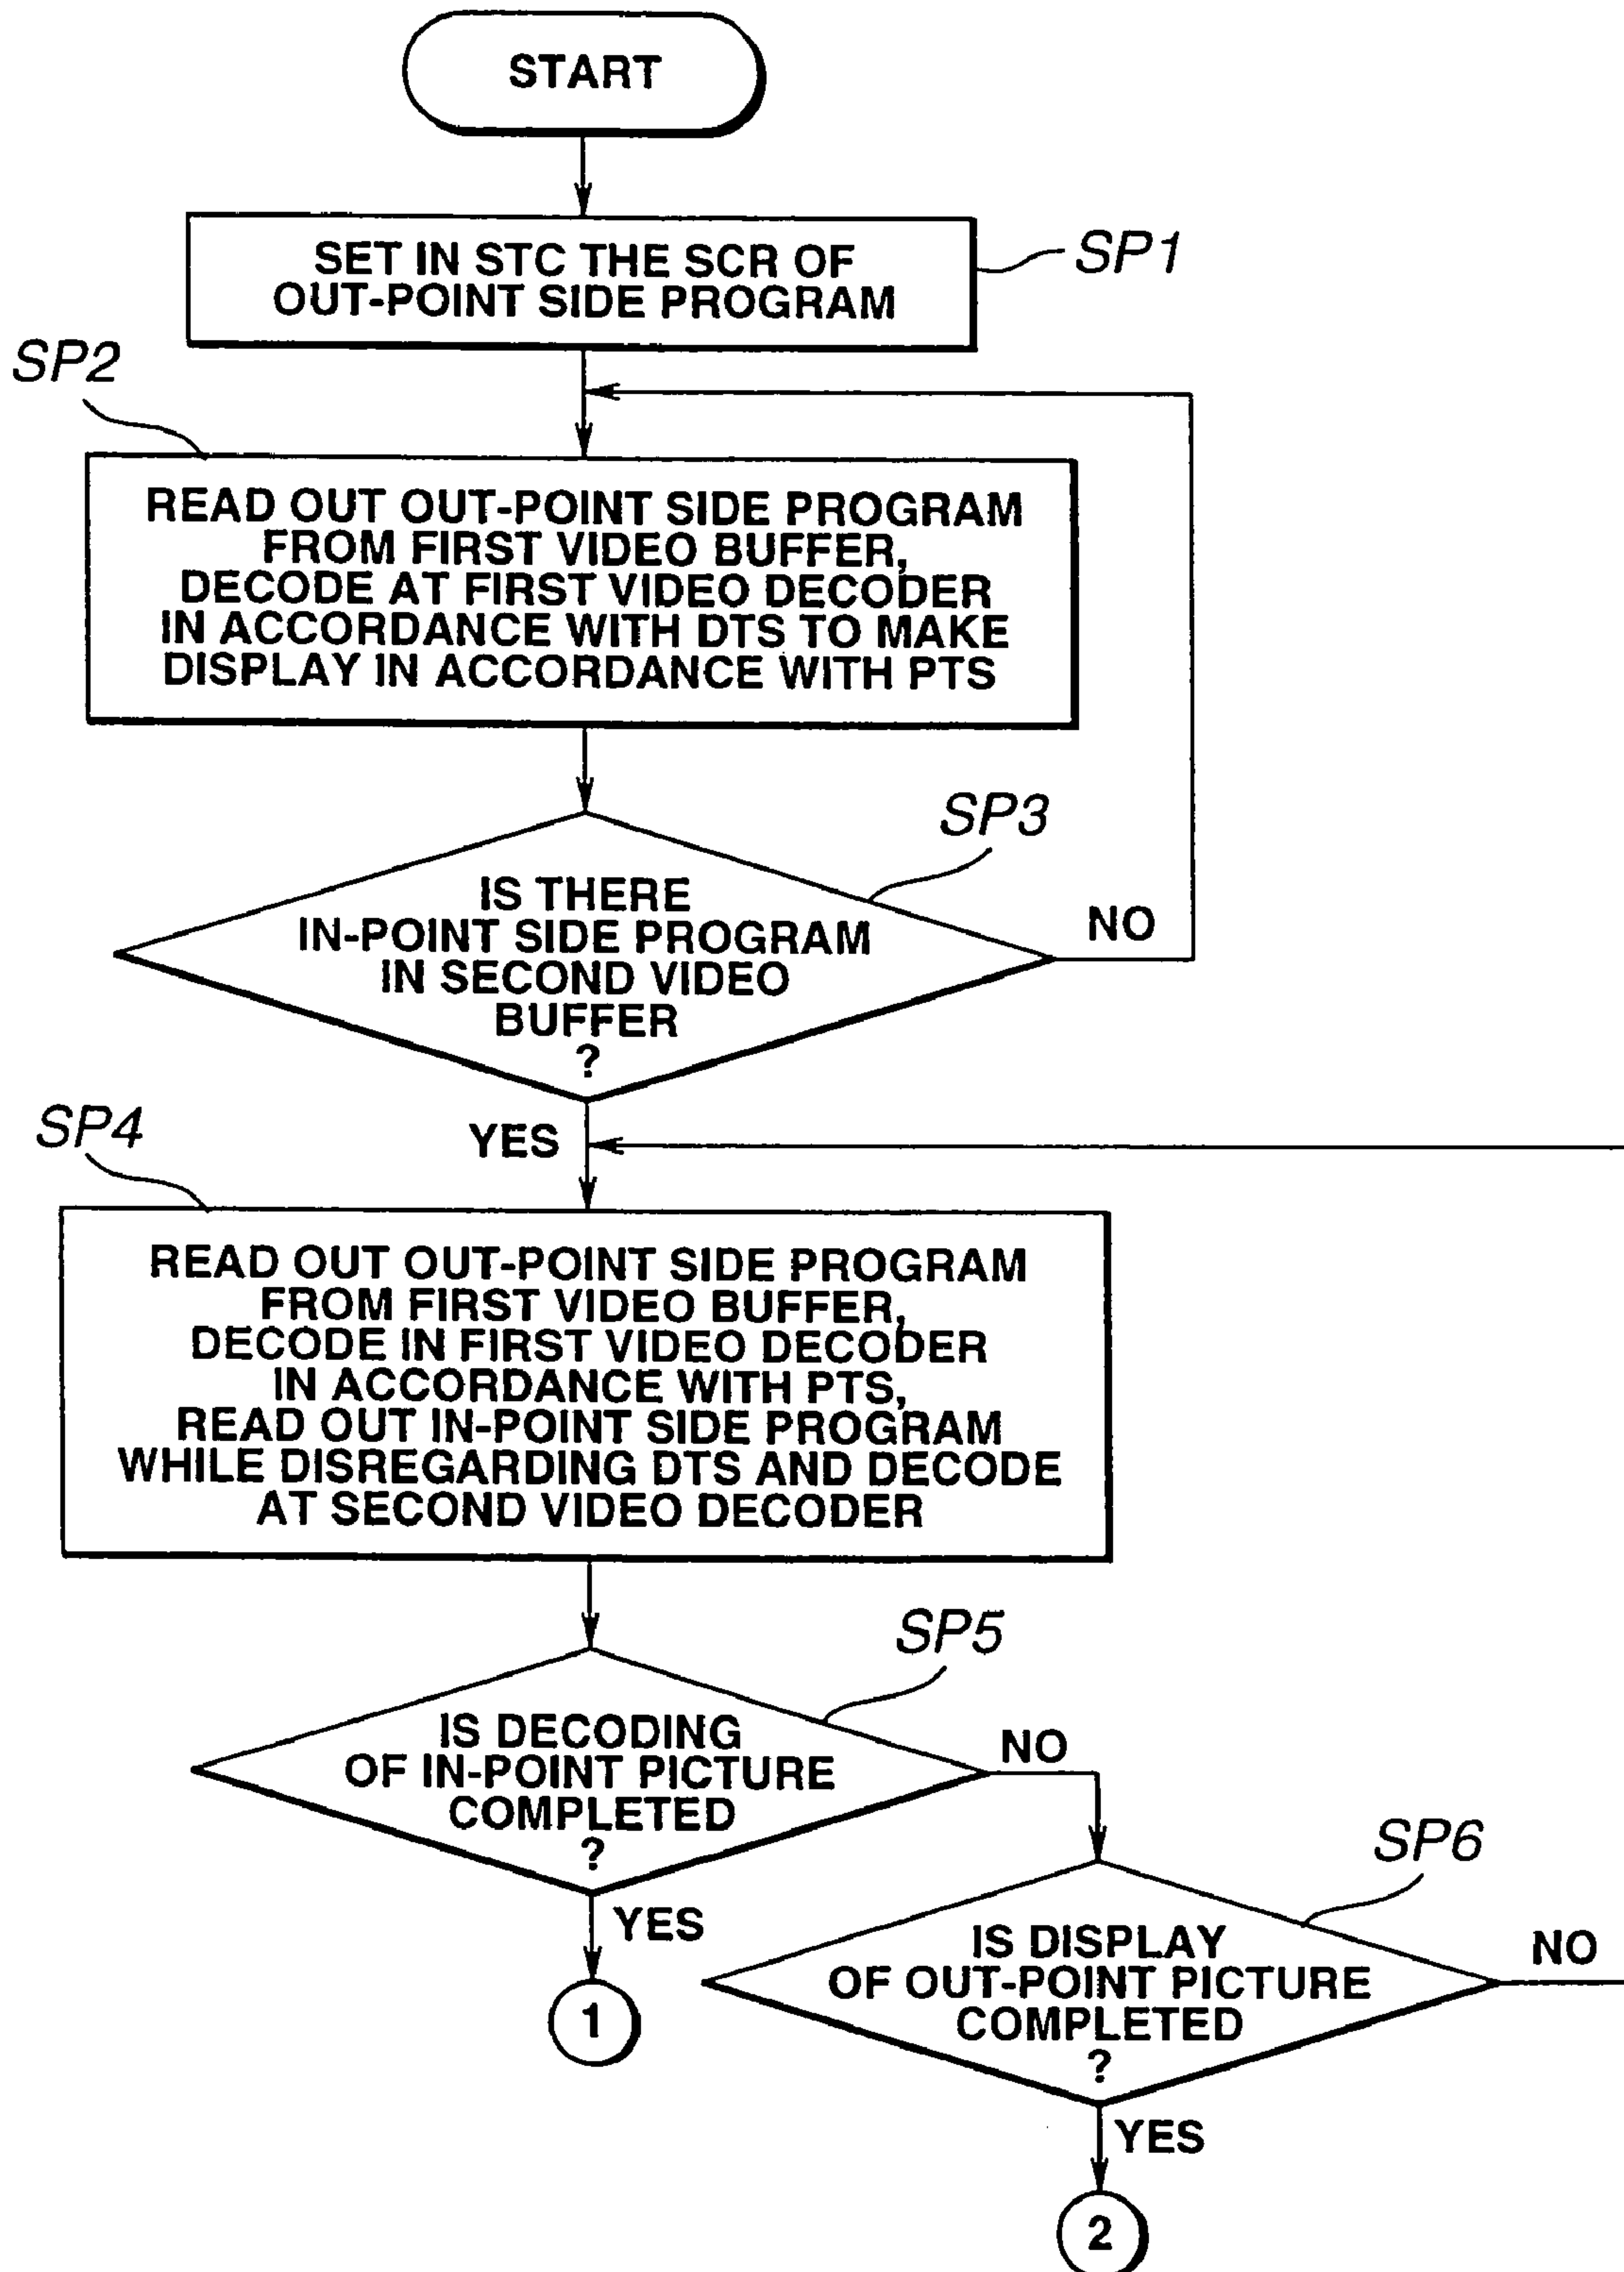 START
SET IN STC THE SCR OF
OUT-POINT SIDE PROGRAM
SP1
SP2
READ OUT OUT-POINT SIDE PROGRAM
FROM FIRST VIDEO BUFFER,
DECODE AT FIRST VIDEO DECODER
IN ACCORDANCE WITH DTS TO MAKE
DISPLAY IN ACCORDANCE WITH PTS
SP3
IS THERE
IN-POINT SIDE PROGRAM
IN SECOND VIDEO
BUFFER
?
NO
YES
SP4
READ OUT OUT-POINT SIDE PROGRAM
FROM FIRST VIDEO BUFFER,
DECODE IN FIRST VIDEO DECODER
IN ACCORDANCE WITH PTS,
READ OUT IN-POINT SIDE PROGRAM
WHILE DISREGARDING DTS AND DECODE
AT SECOND VIDEO DECODER
SP5
IS DECODING
OF IN-POINT PICTURE
COMPLETED
?
NO
YES
1
SP6
IS DISPLAY
OF OUT-POINT PICTURE
COMPLETED
?
NO
YES
2